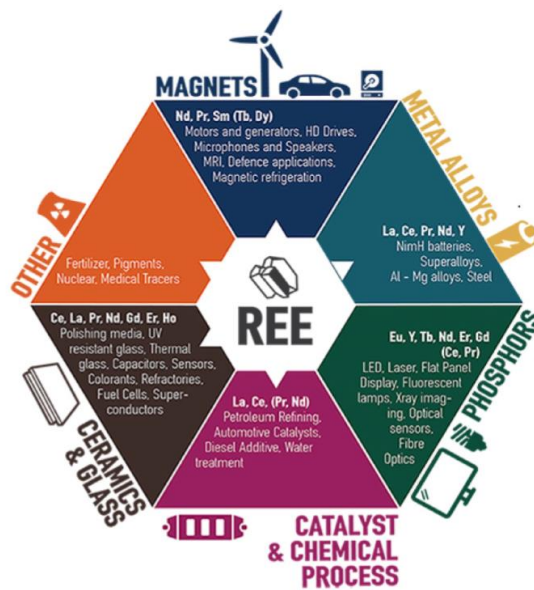 MAGNETS
Nd, Pr, Sm (Tb, Dy)
Motors and generators, HD Drives,
Microphones and Speakers,
MRI, Defence applications,
Magnetic refrigeration
METAL ALLOYS
La, Ce, Pr, Nd, Y
NimH batteries,
Superalloys,
Al - Mg alloys, Steel
OTHER
Fertilizer, Pigments,
Nuclear, Medical Tracers
REE
Ce, La, Pr, Nd, Gd, Er, Ho
Polishing media, UV
resistant glass, Thermal
glass, Capacitors, Sensors,
Colorants, Refractories,
Fuel Cells, Super-
conductors
CERAMICS
& GLASS
Eu, Y, Tb, Nd, Er, Gd
(Ce, Pr)
LED, Laser, Flat Panel
Display, Fluorescent
lamps, Xray imag-
ing, Optical
sensors,
Fibre
Optics
PHOSPHORS
La, Ce, (Pr, Nd)
Petroleum Refining,
Automotive Catalysts,
Diesel Additive, Water
treatment
CATALYST
& CHEMICAL
PROCESS